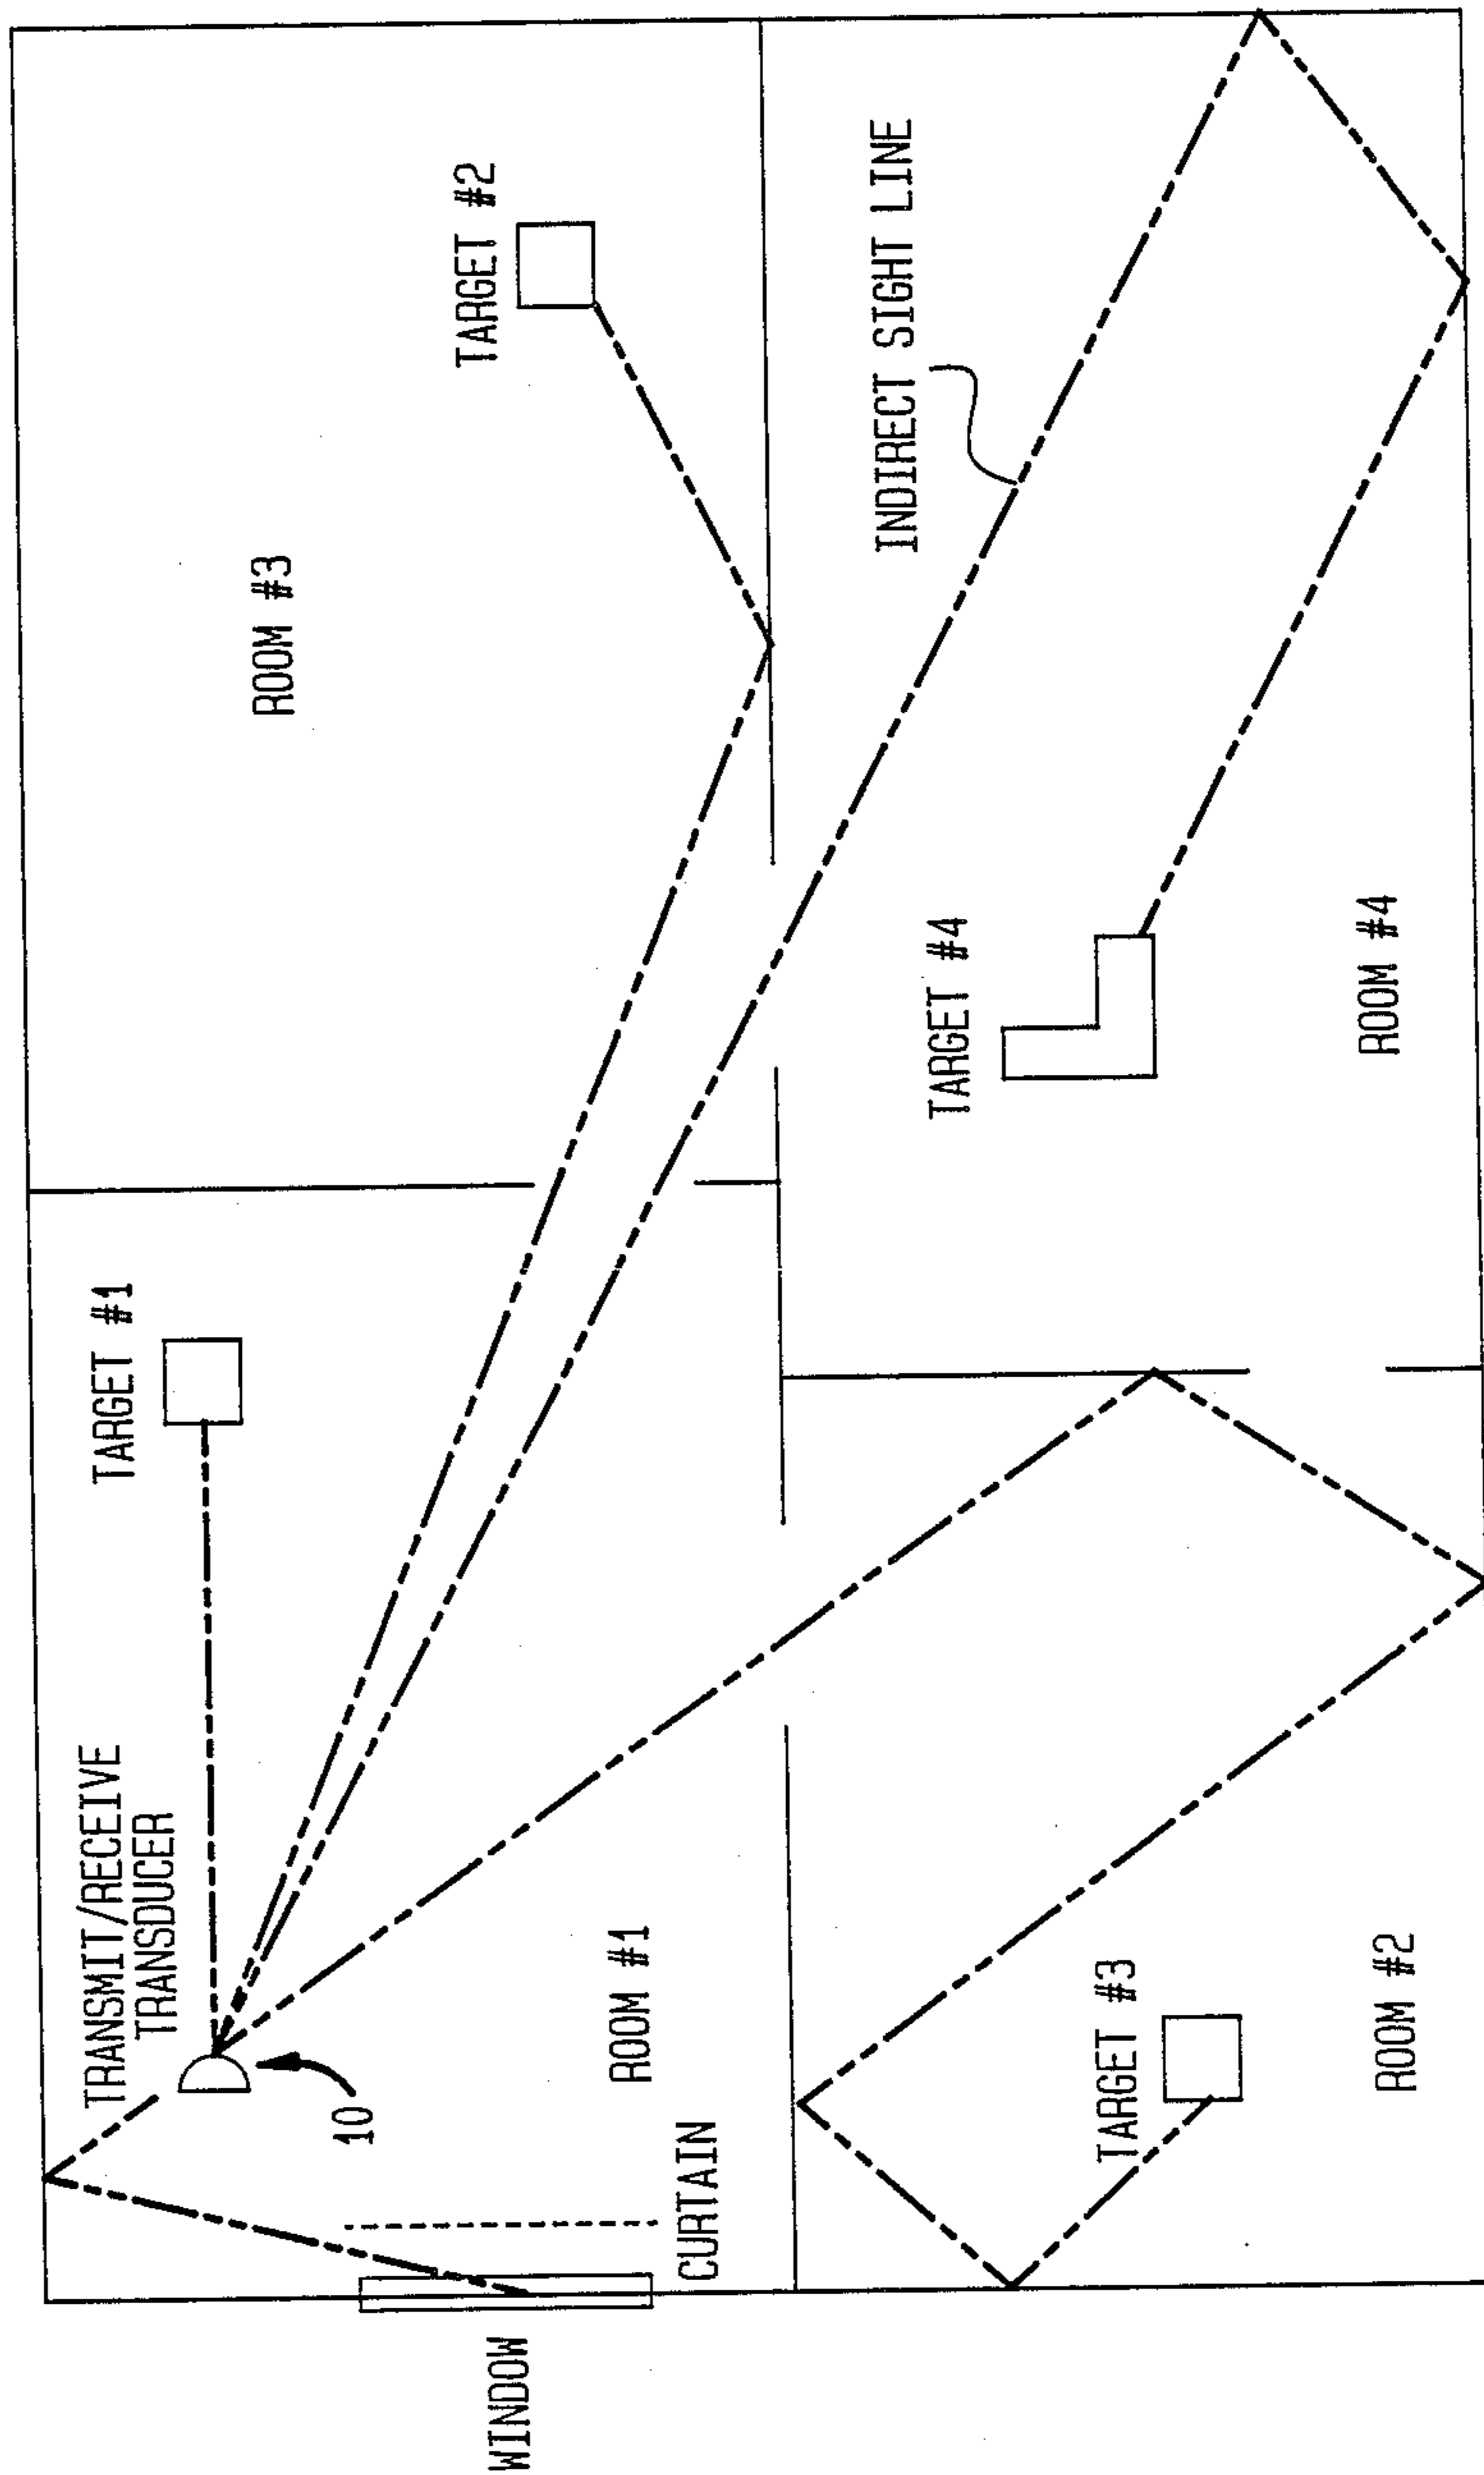 TRANSMIT/RECEIVE
TRANSDUCER
TARGET #1
ROOM #3
TARGET #2
10
WINDOW
CURTAIN
ROOM #1
INDIRECT SIGHT LINE
TARGET #4
TARGET #3
ROOM #2
ROOM #4